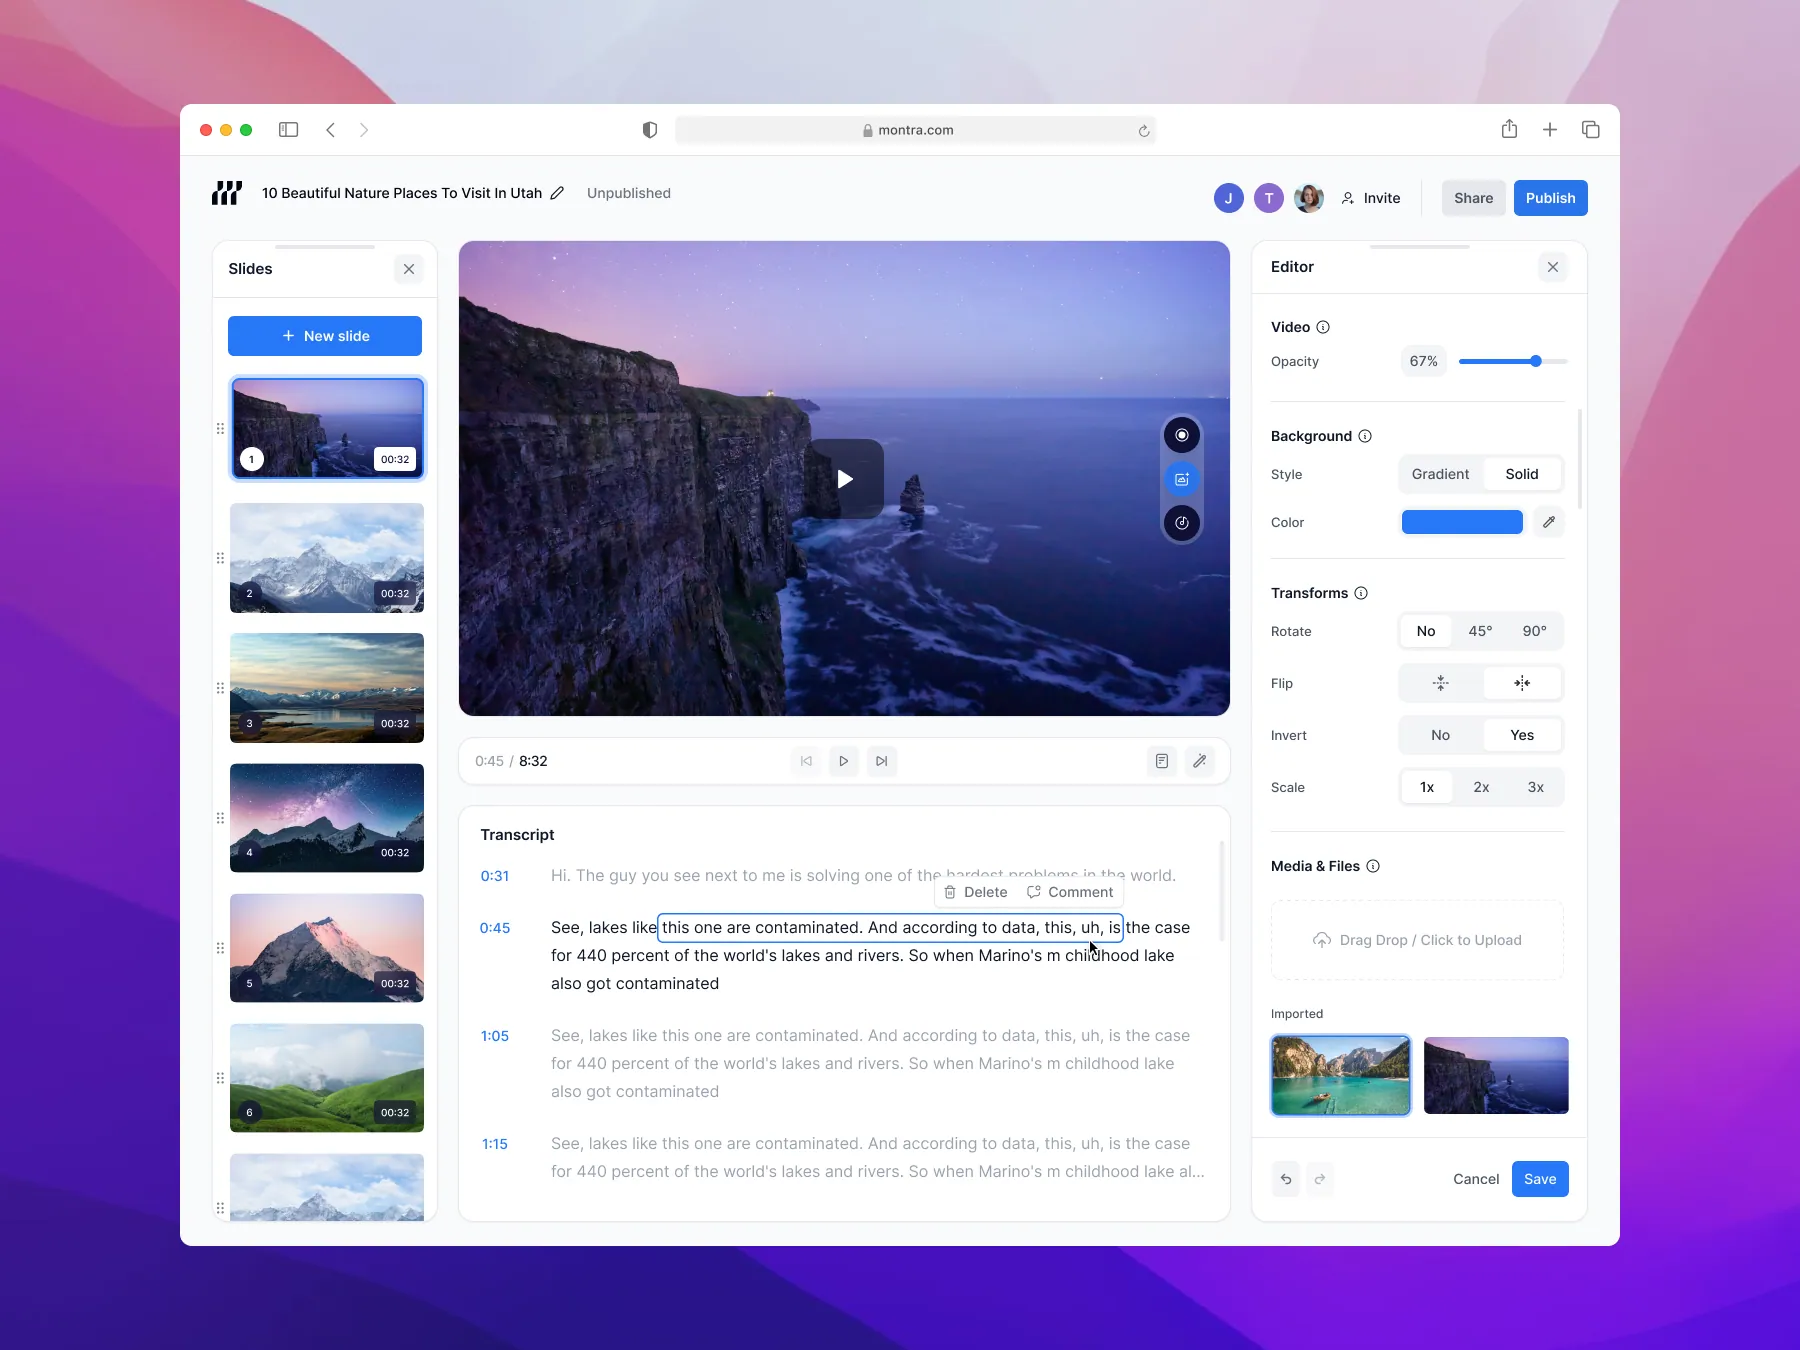 montra.com
10 Beautiful Nature Places To Visit In Utah
Unpublished
J
T
Invite
Share
Publish
Slides
New slide
1
00:32
2
00:32
3
00:32
4
00:32
5
00:32
6
00:32
0:45 / 8:32
Transcript
0:31
Hi. The guy you see next to me is solving one of the hardest problems in the world.
Delete
Comment
0:45
See, lakes like this one are contaminated. And according to data, this, uh, is the case
for 440 percent of the world's lakes and rivers. So when Marino's m childhood lake
also got contaminated
1:05
See, lakes like this one are contaminated. And according to data, this, uh, is the case
for 440 percent of the world's lakes and rivers. So when Marino's m childhood lake
also got contaminated
1:15
See, lakes like this one are contaminated. And according to data, this, uh, is the case
for 440 percent of the world's lakes and rivers. So when Marino's m childhood lake al...
Editor
Video
Opacity
67%
Background
Style
Gradient
Solid
Color
Transforms
Rotate
No
45°
90°
Flip
Invert
No
Yes
Scale
1x
2x
3x
Media & Files
Drag Drop / Click to Upload
Imported
Cancel
Save